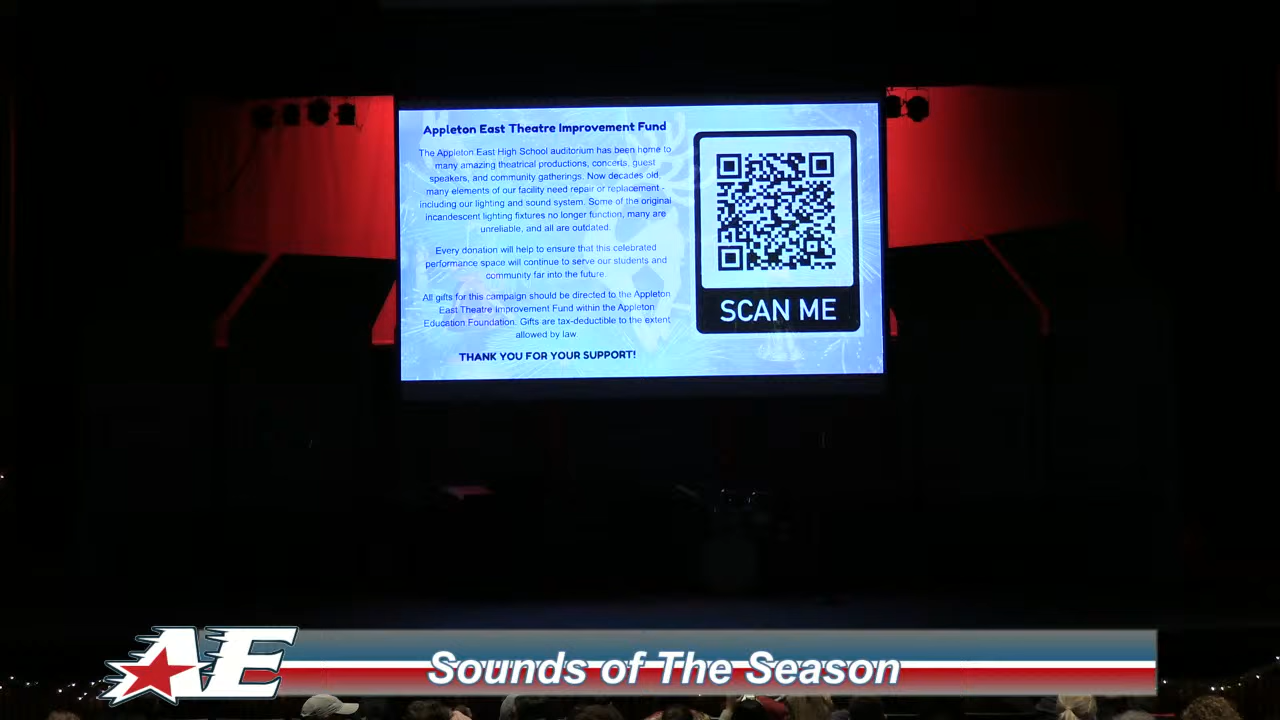 Appleton East Theatre Improvement Fund
The Appleton East High School auditorium has been home to
many amazing theatrical productions, concerts, guest
speakers, and community gatherings. Now decades old,
many elements of our facility need repair or replacement -
including our lighting and sound system. Some of the original
incandescent lighting fixtures no longer function, many are
unreliable, and all are outdated.
Every donation will help to ensure that this celebrated
performance space will continue to serve our students and
community far into the future.
All gifts for this campaign should be directed to the Appleton
East Theatre Improvement Fund within the Appleton
Education Foundation. Gifts are tax-deductible to the extent
allowed by law.
THANK YOU FOR YOUR SUPPORT!
SCAN ME
AE
Sounds of The Season